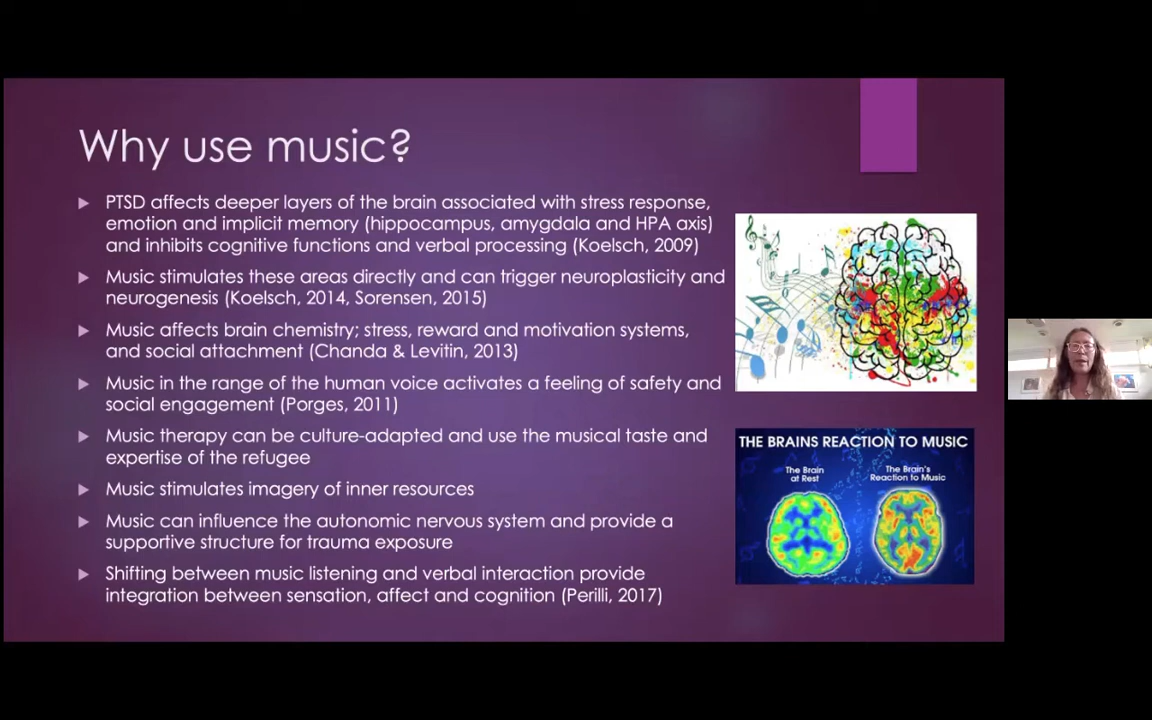 Why use music?
PTSD affects deeper layers of the brain associated with stress response,
emotion and implicit memory (hippocampus, amygdala and HPA axis)
and inhibits cognitive functions and verbal processing (Koelsch, 2009)
Music stimulates these areas directly and can trigger neuroplasticity and
neurogenesis (Koelsch, 2014, Sorensen, 2015)
Music affects brain chemistry; stress, reward and motivation systems,
and social attachment (Chanda & Levitin, 2013)
Music in the range of the human voice activates a feeling of safety and
social engagement (Porges, 2011)
Music therapy can be culture-adapted and use the musical taste and
expertise of the refugee
Music stimulates imagery of inner resources
Music can influence the autonomic nervous system and provide a
supportive structure for trauma exposure
Shifting between music listening and verbal interaction provide
integration between sensation, affect and cognition (Perilli, 2017)
THE BRAINS REACTION TO MUSIC
The Brain
at Rest
The Brain's
Reaction to Music